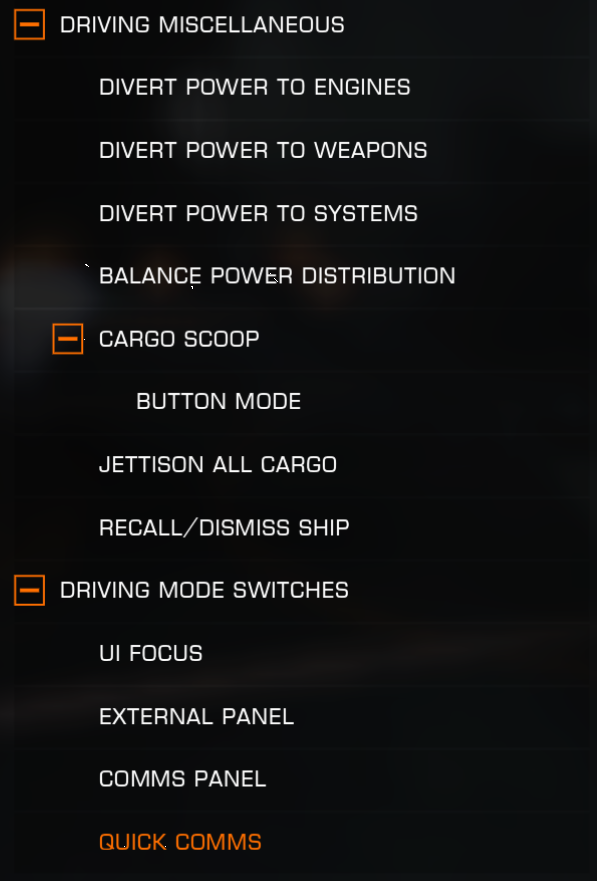 DRIVING MISCELLANEOUS
DIVERT POWER TO ENGINES
DIVERT POWER TO WEAPONS
DIVERT POWER TO SYSTEMS
BALANCE POWER DISTRIBUTION
CARGO SCOOP
BUTTON MODE
JETTISON ALL CARGO
RECALL/DISMISS SHIP
DRIVING MODE SWITCHES
UI FOCUS
EXTERNAL PANEL
COMMS PANEL
QUICK COMMS